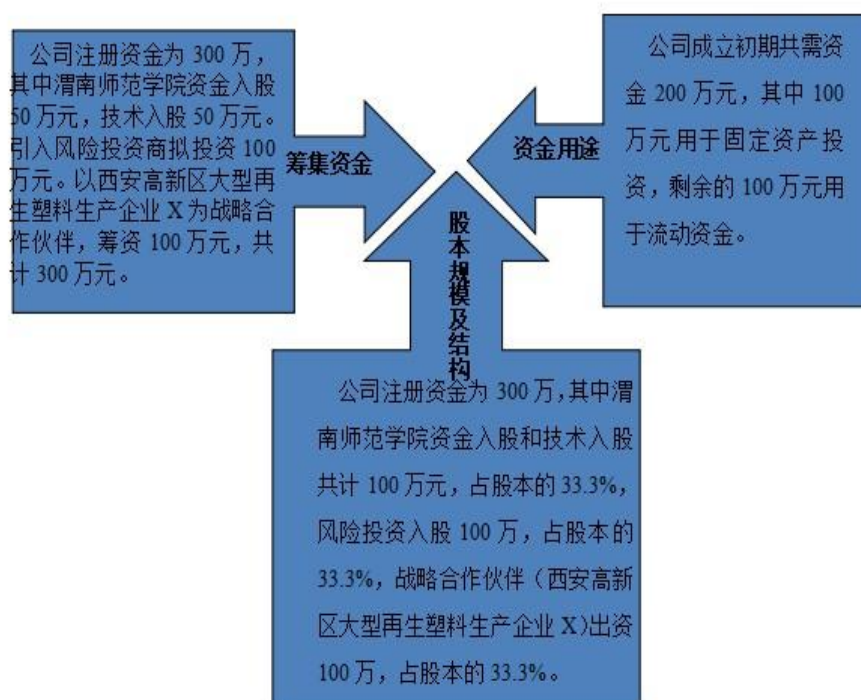 公司注册资金为 300 万，
其中渭南师范学院资金入股
50 万元，技术入股 50 万元。
引入风险投资商拟投资 100
万元。以西安高新区大型再
生塑料生产企业 X 为战略合
作伙伴，筹资 100 万元，共
计 300 万元。
筹集资金
资金用途
公司成立初期共需资
金 200 万元，其中 100
万元用于固定资产投
资，剩余的 100 万元用
于流动资金。
股本规模及结构
公司注册资金为 300 万，其中渭
南师范学院资金入股和技术入股
共计 100 万元，占股本的 33.3%，
风险投资入股 100 万，占股本的
33.3%，战略合作伙伴（西安高新
区大型再生塑料生产企业 X）出资
100 万，占股本的 33.3%。